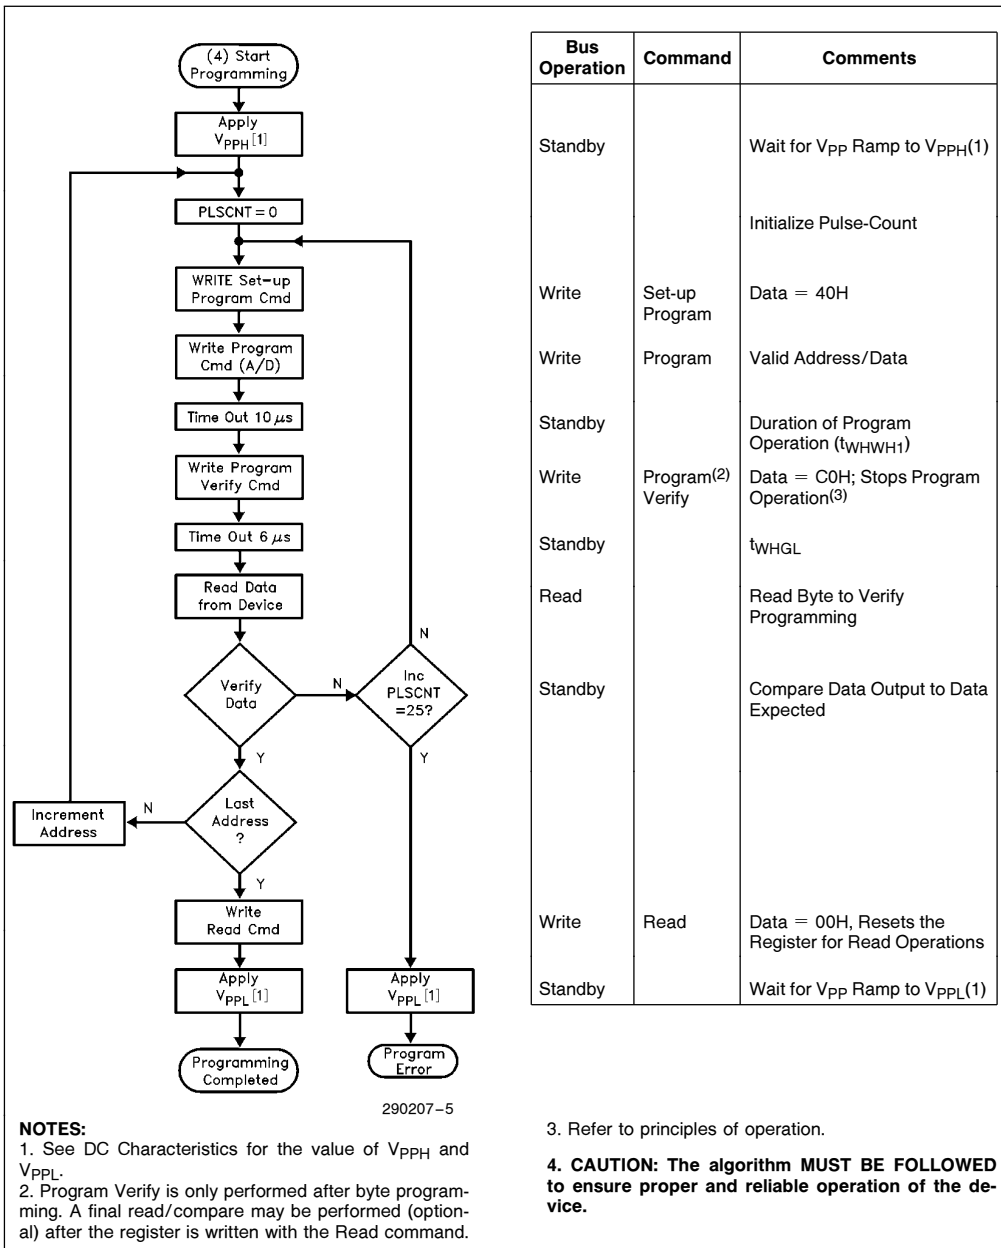 (4) Start
Programming
Apply
VPPH [1]
PLSCNT = 0
WRITE Set-up
Program Cmd
Write Program
Cmd (A/D)
Time Out 10 μs
Write Program
Verify Cmd
Time Out 6 μs
Read Data
from Device
Verify
Data
N
Y
Inc
PLSCNT
=25?
N
Y
Last
Address
?
N
Y
Increment
Address
Write
Read Cmd
Apply
VPPL [1]
Programming
Completed
Apply
VPPL [1]
Program
Error
290207–5
Bus Operation Command Comments
Standby Wait for VPP Ramp to VPPH(1)
Initialize Pulse-Count
Write Set-up Program Data = 40H
Write Program Valid Address/Data
Standby Duration of Program
Operation (tWHWH1)
Write Program(2) Verify Data = C0H; Stops Program
Operation(3)
Standby tWHGL
Read Read Byte to Verify
Programming
Standby Compare Data Output to Data
Expected
Write Read Data = 00H, Resets the
Register for Read Operations
Standby Wait for VPP Ramp to VPPL(1)
NOTES:
1. See DC Characteristics for the value of VPPH and
VPPL.
2. Program Verify is only performed after byte program-
ming. A final read/compare may be performed (option-
al) after the register is written with the Read command.
3. Refer to principles of operation.
4. CAUTION: The algorithm MUST BE FOLLOWED
to ensure proper and reliable operation of the de-
vice.